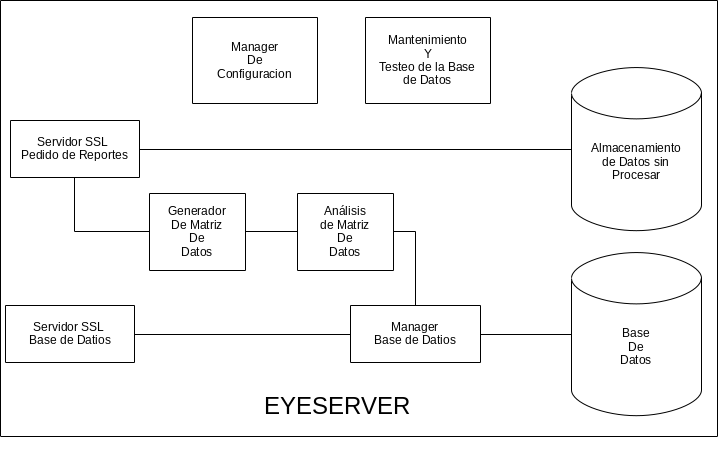 Manager
De
Configuracion
Mantenimiento
Y
Testeo de la Base
de Datos
Servidor SSL
Pedido de Reportes
Almacenamiento
de Datos sin
Procesar
Generador
De Matriz
De
Datos
Análisis
de Matriz
De
Datos
Servidor SSL
Base de Datios
Manager
Base de Datios
Base
De
Datos
EYESERVER